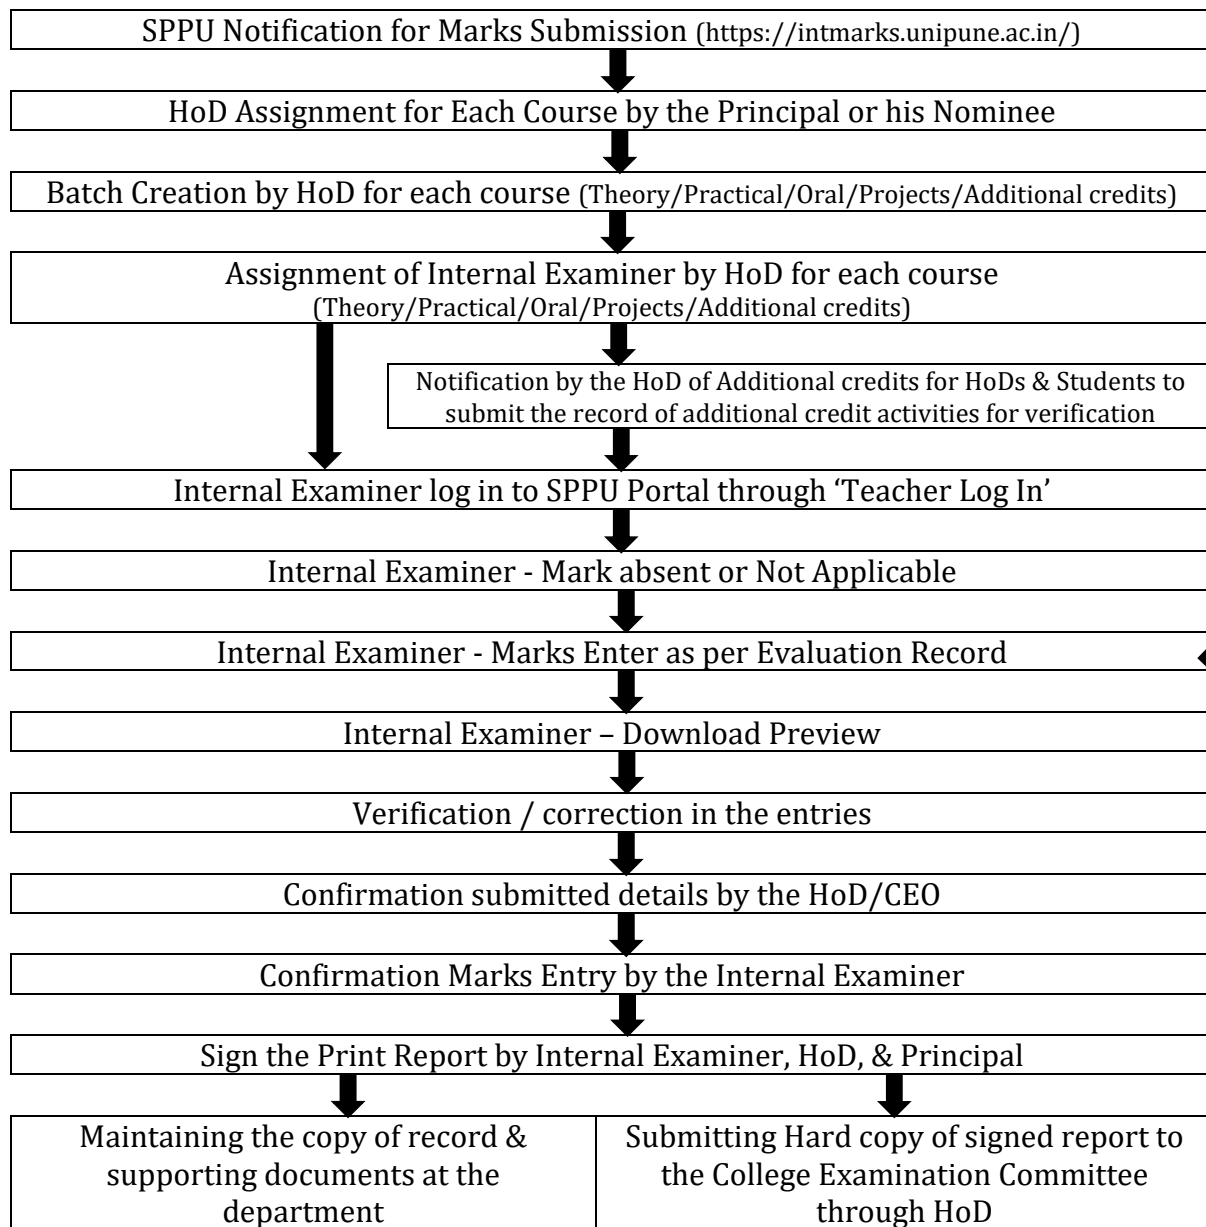 SPPU Notification for Marks Submission (https://intmarks.unipune.ac.in/)
HoD Assignment for Each Course by the Principal or his Nominee
Batch Creation by HoD for each course (Theory/Practical/Oral/Projects/Additional credits)
Assignment of Internal Examiner by HoD for each course
(Theory/Practical/Oral/Projects/Additional credits)
Notification by the HoD of Additional credits for HoDs & Students to
submit the record of additional credit activities for verification
Internal Examiner log in to SPPU Portal through ‘Teacher Log In’
Internal Examiner - Mark absent or Not Applicable
Internal Examiner - Marks Enter as per Evaluation Record
Internal Examiner – Download Preview
Verification / correction in the entries
Confirmation submitted details by the HoD/CEO
Confirmation Marks Entry by the Internal Examiner
Sign the Print Report by Internal Examiner, HoD, & Principal
Maintaining the copy of record &
supporting documents at the
department
Submitting Hard copy of signed report to
the College Examination Committee
through HoD